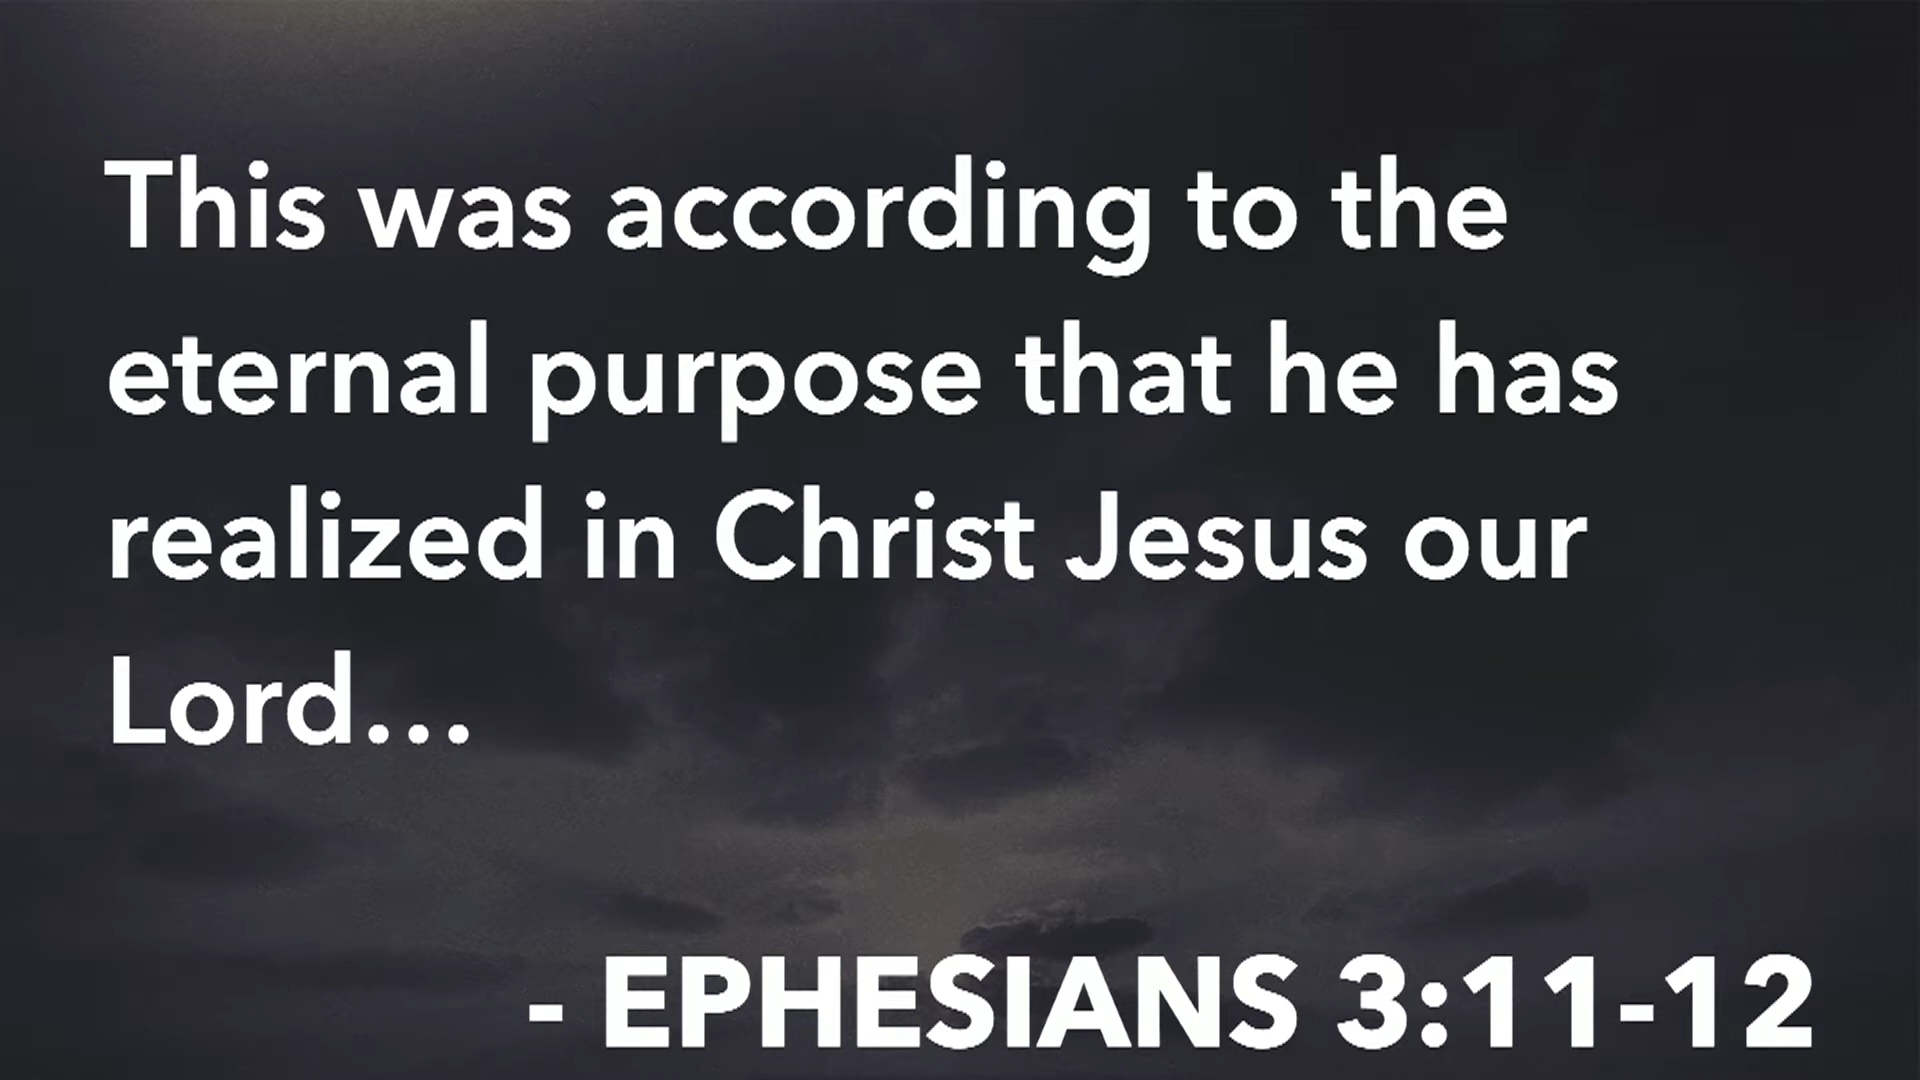 This was according to the
eternal purpose that he has
realized in Christ Jesus our
Lord...
- EPHESIANS 3:11-12